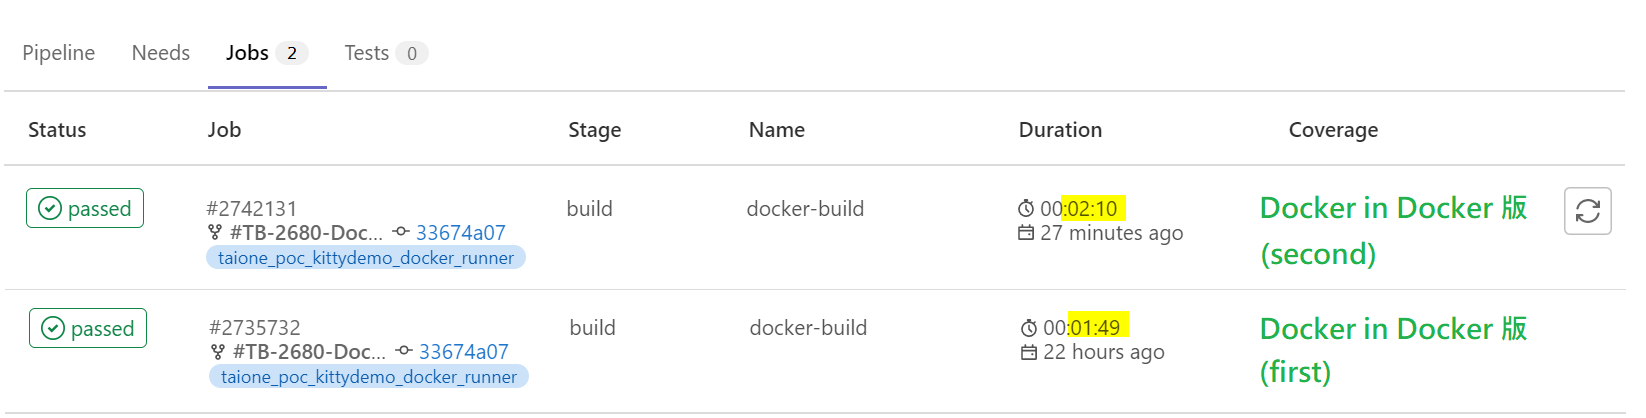 Pipeline Needs Jobs 2 Tests 0
Status Job Stage Name Duration Coverage
passed #2742131 build docker-build 00:02:10 Docker in Docker 版
#TB-2680-Doc... 33674a07 27 minutes ago (second)
taione_poc_kittydemo_docker_runner
passed #2735732 build docker-build 00:01:49 Docker in Docker 版
#TB-2680-Doc... 33674a07 22 hours ago (first)
taione_poc_kittydemo_docker_runner